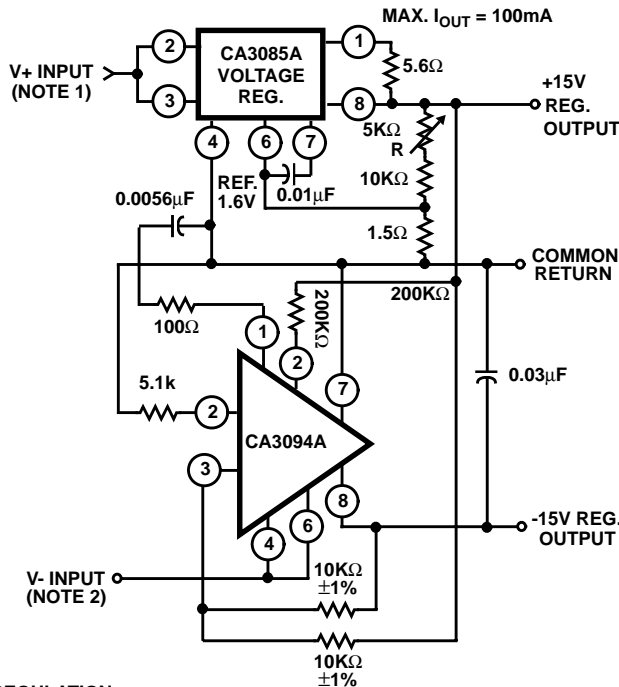 MAX. IOUT = 100mA
2
CA3085A
VOLTAGE
REG.
1
5.6Ω
V+ INPUT
(NOTE 1)
3
8
+15V
REG.
OUTPUT
4
6
7
5KΩ
R
REF.
1.6V
0.01μF
10KΩ
0.0056μF
1.5Ω
COMMON
RETURN
100Ω
200KΩ
200KΩ
1
2
7
0.03μF
5.1k
2
CA3094A
3
8
-15V REG.
OUTPUT
4
6
V- INPUT
(NOTE 2)
10KΩ
±1%
10KΩ
±1%